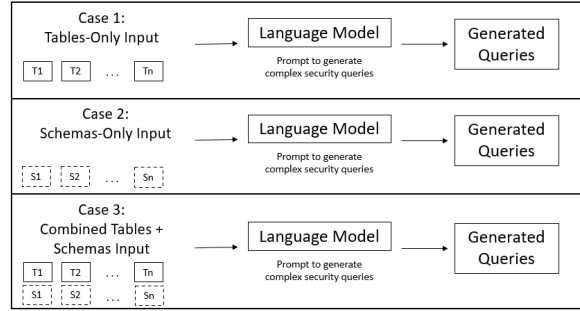 Case 1:
Tables-Only Input
T1 T2 ... Tn
Language Model
Prompt to generate
complex security queries
Generated
Queries
Case 2:
Schemas-Only Input
S1 S2 ... Sn
Language Model
Prompt to generate
complex security queries
Generated
Queries
Case 3:
Combined Tables +
Schemas Input
T1 T2 ... Tn
S1 S2 ... Sn
Language Model
Prompt to generate
complex security queries
Generated
Queries